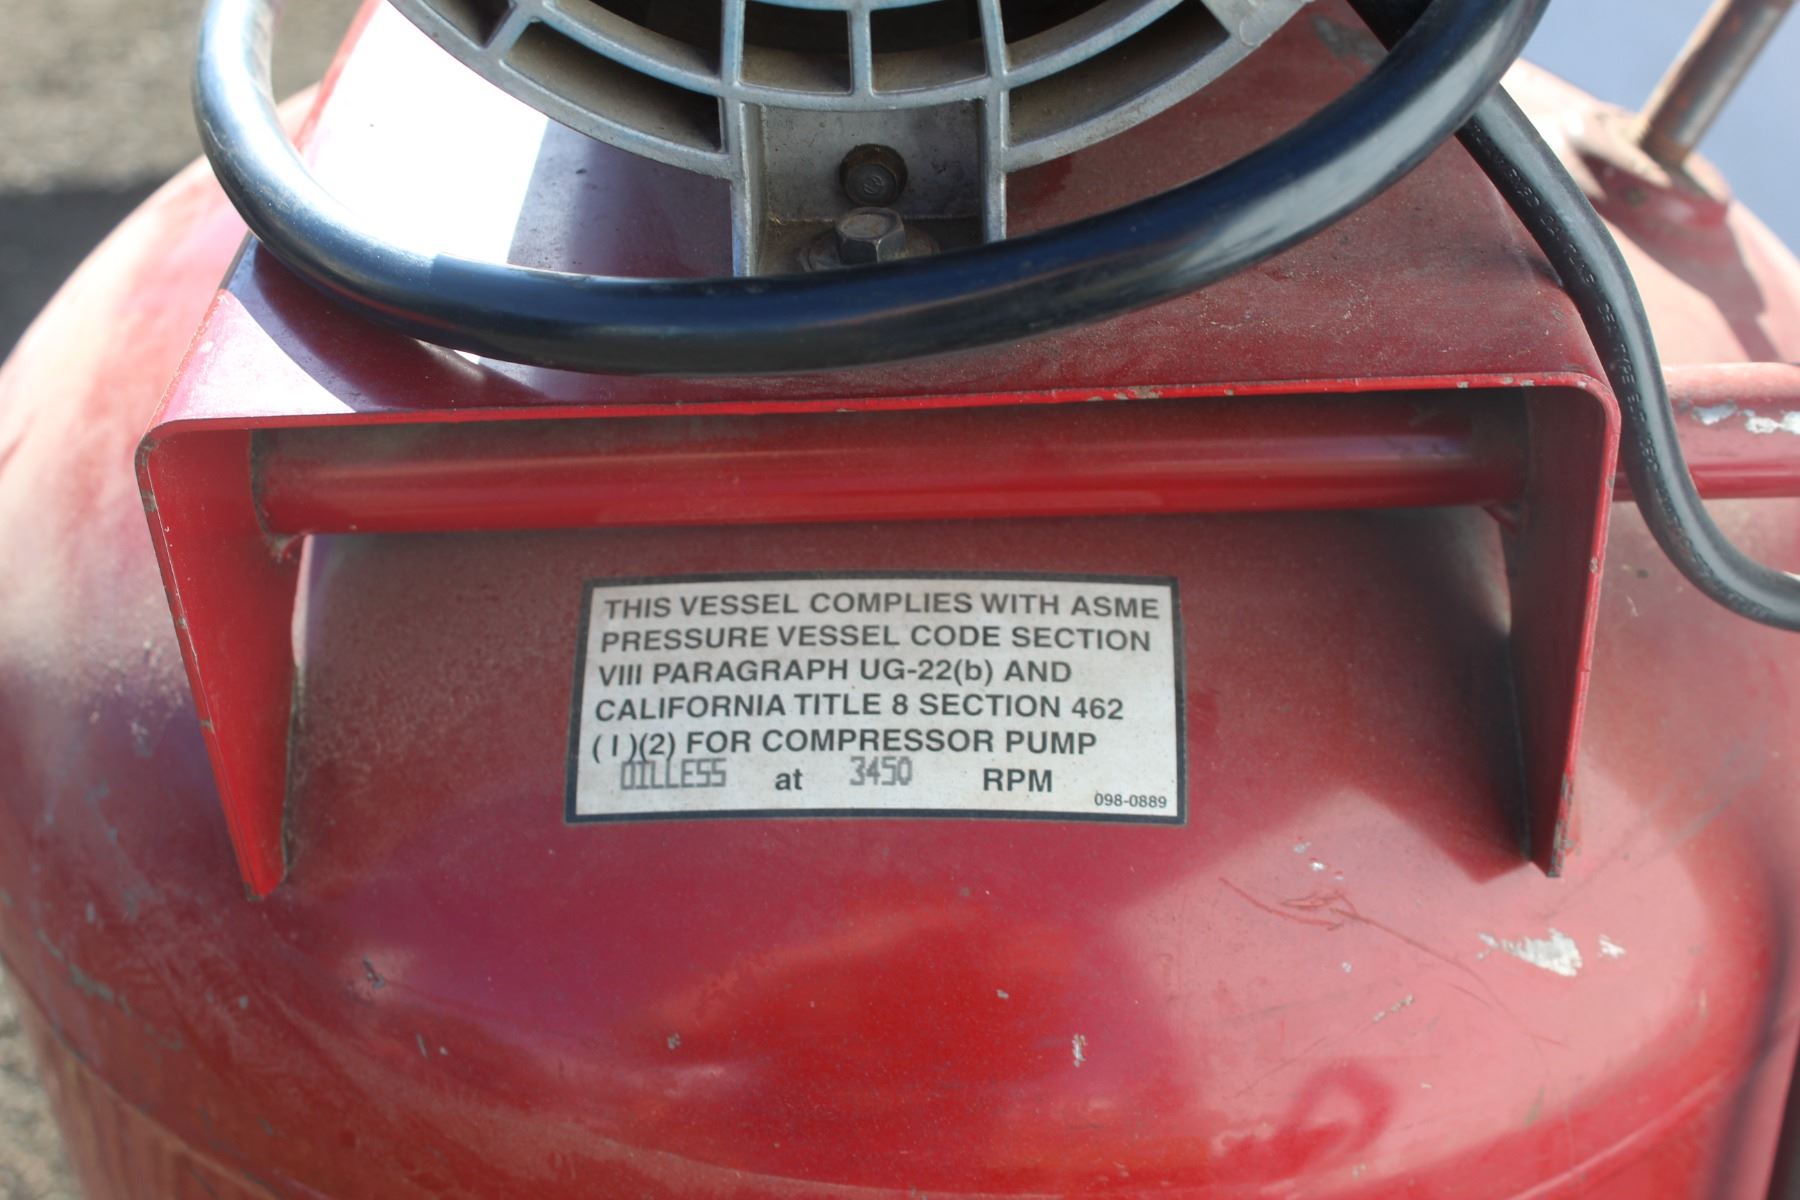 THIS VESSEL COMPLIES WITH ASME
PRESSURE VESSEL CODE SECTION
VIII PARAGRAPH UG-22(b) AND
CALIFORNIA TITLE 8 SECTION 462
( I )(2) FOR COMPRESSOR PUMP
OILLESS at 3450 RPM
098-0889